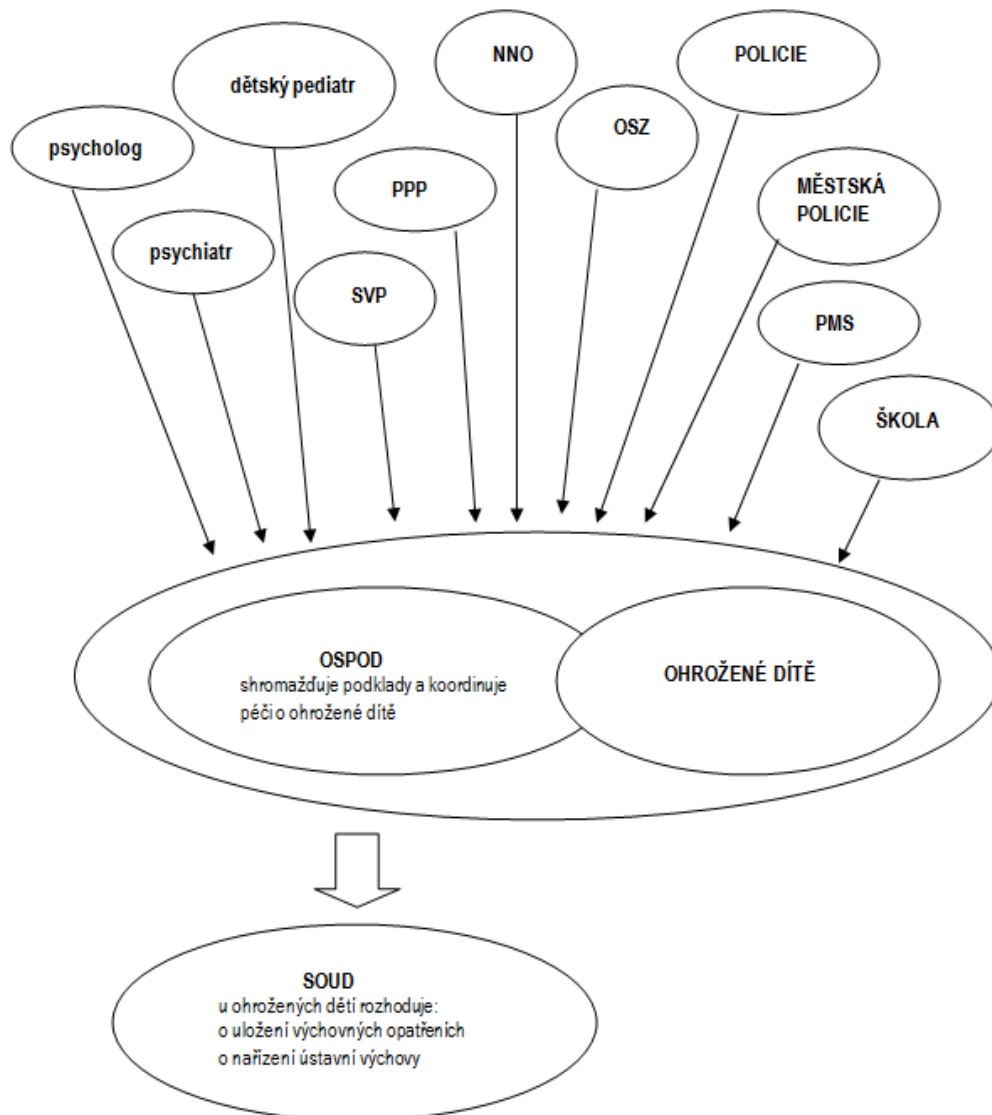 NNO
POLICIE
dětský pediatr
OSZ
psycholog
PPP
MĚSTSKÁ
POLICIE
psychiatr
SVP
PMS
ŠKOLA
OSPOD
shromažďuje podklady a koordinuje
péči o ohrožené dítě
OHROŽENÉ DÍTĚ
SOUD
u ohrožených dětí rozhoduje:
o uložení výchovných opatřeních
o nařízení ústavní výchovy